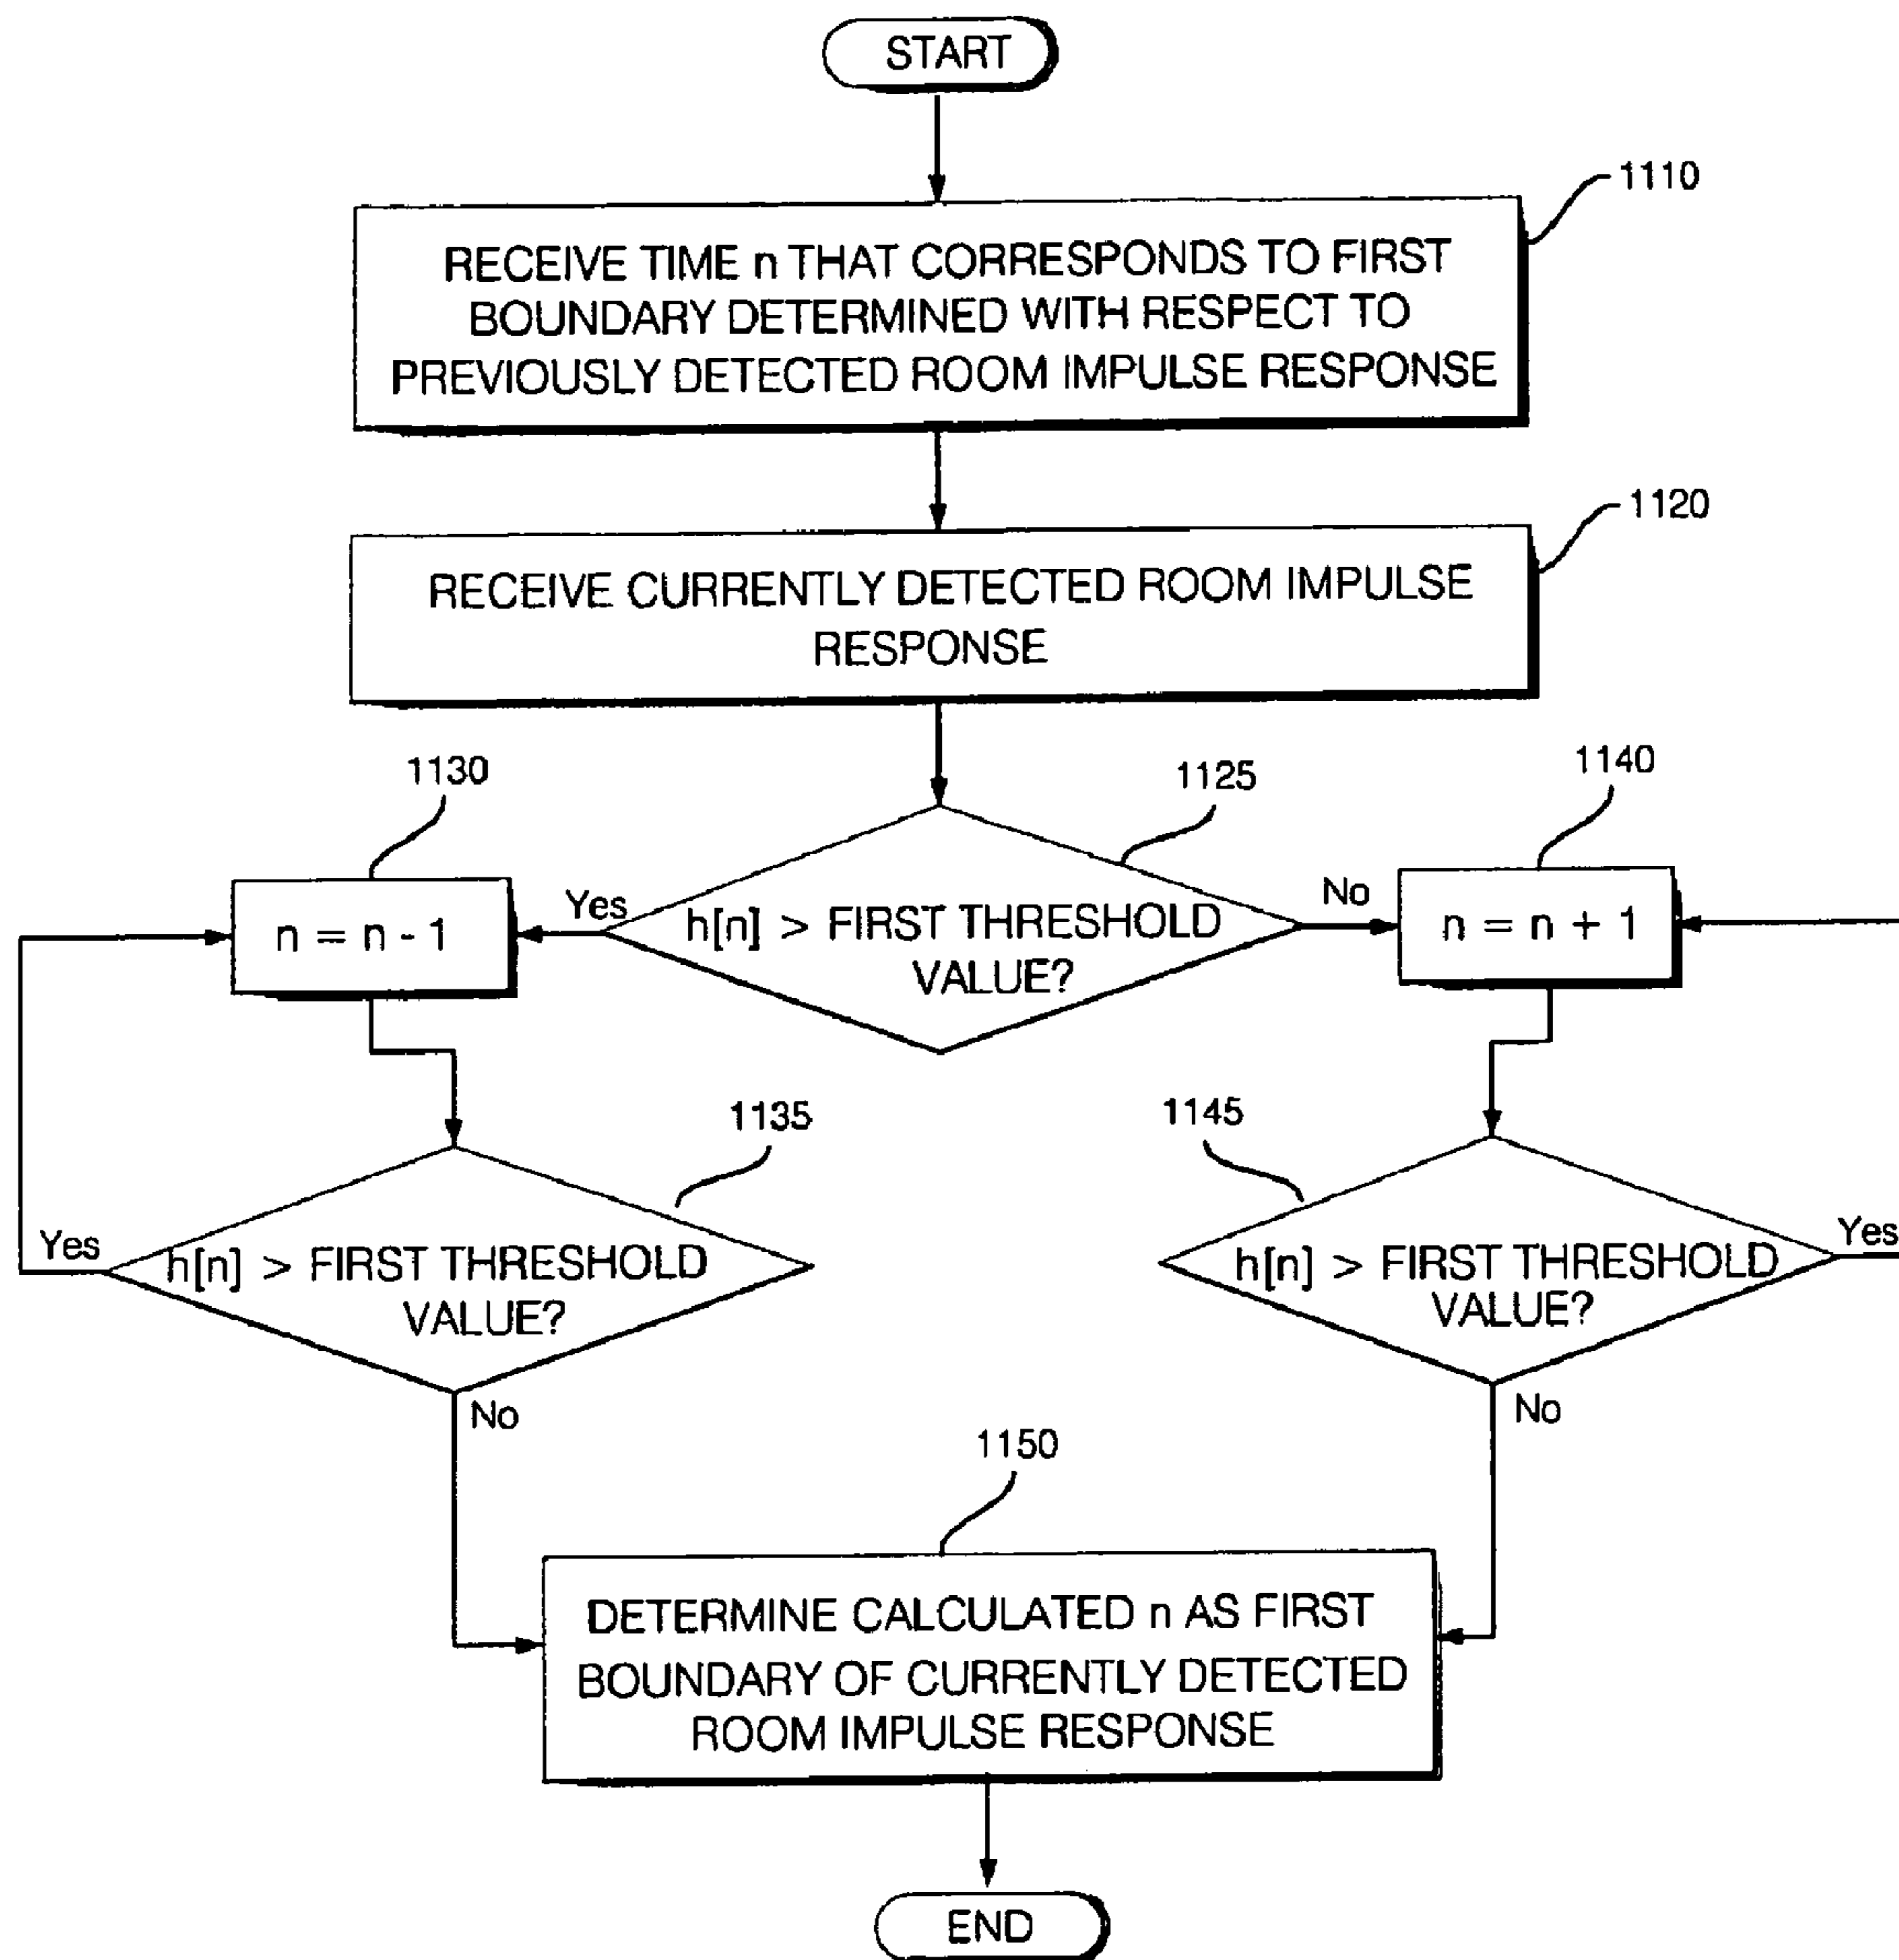 START
1110
RECEIVE TIME n THAT CORRESPONDS TO FIRST
BOUNDARY DETERMINED WITH RESPECT TO
PREVIOUSLY DETECTED ROOM IMPULSE RESPONSE
1120
RECEIVE CURRENTLY DETECTED ROOM IMPULSE
RESPONSE
1130
1125
1140
n = n - 1
Yes
h[n] > FIRST THRESHOLD
VALUE?
No
n = n + 1
1135
1145
Yes
h[n] > FIRST THRESHOLD
VALUE?
No
h[n] > FIRST THRESHOLD
VALUE?
Yes
No
1150
DETERMINE CALCULATED n AS FIRST
BOUNDARY OF CURRENTLY DETECTED
ROOM IMPULSE RESPONSE
END